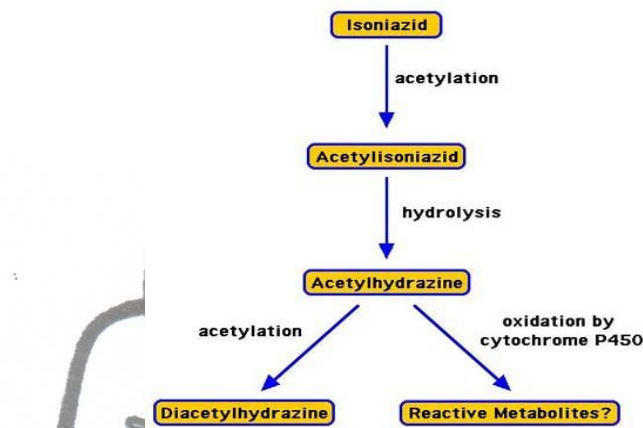 Isoniazid
acetylation
Acetylisoniazid
hydrolysis
Acetylhydrazine
acetylation
oxidation by
cytochrome P450
Diacetylhydrazine
Reactive Metabolites?